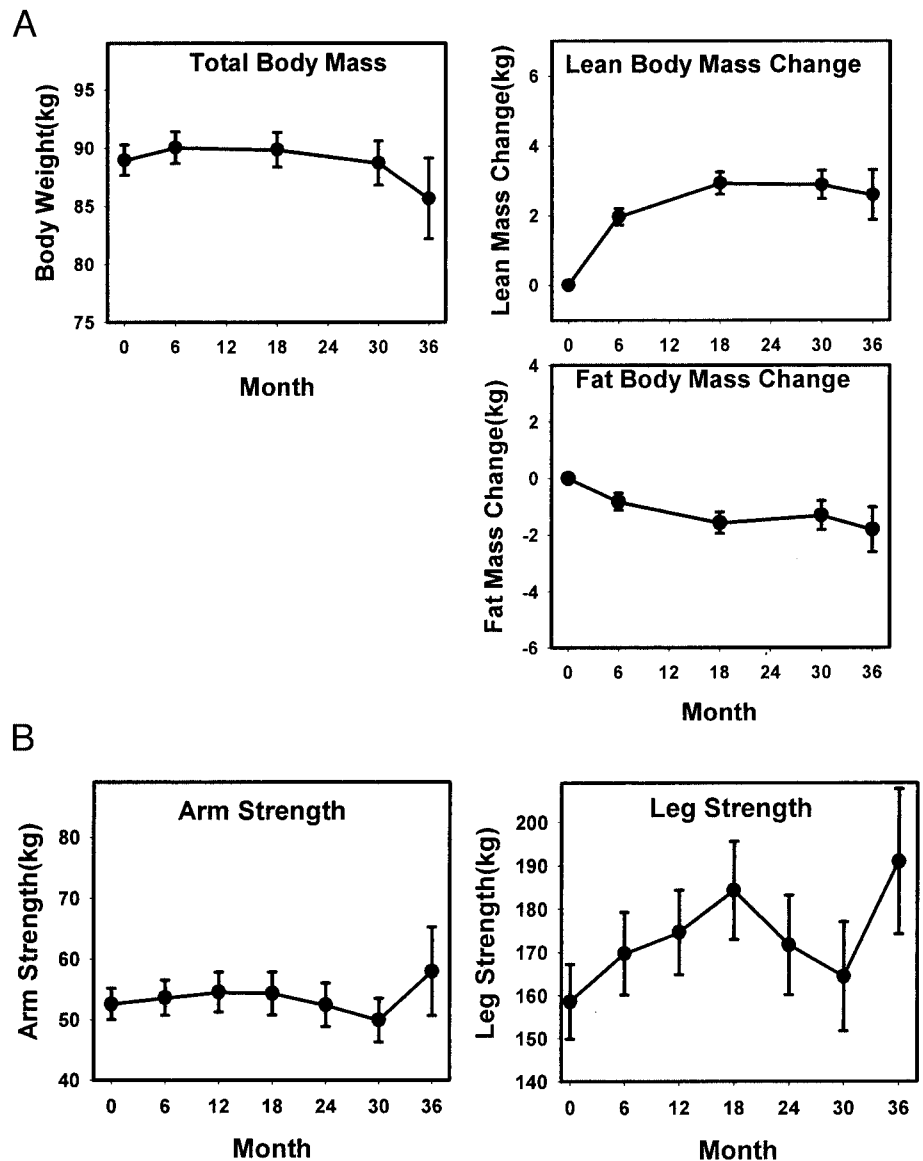 A
Total Body Mass
Body Weight(kg)
95
90
85
80
75
0 6 12 18 24 30 36
Month
Lean Body Mass Change
Lean Mass Change(kg)
6
4
2
0
0 6 12 18 24 30 36
Fat Body Mass Change
Fat Mass Change(kg)
4
2
0
-2
-4
-6
0 6 12 18 24 30 36
Month
B
Arm Strength
Arm Strength(kg)
80
70
60
50
40
0 6 12 18 24 30 36
Month
Leg Strength
Leg Strength(kg)
200
190
180
170
160
150
140
0 6 12 18 24 30 36
Month